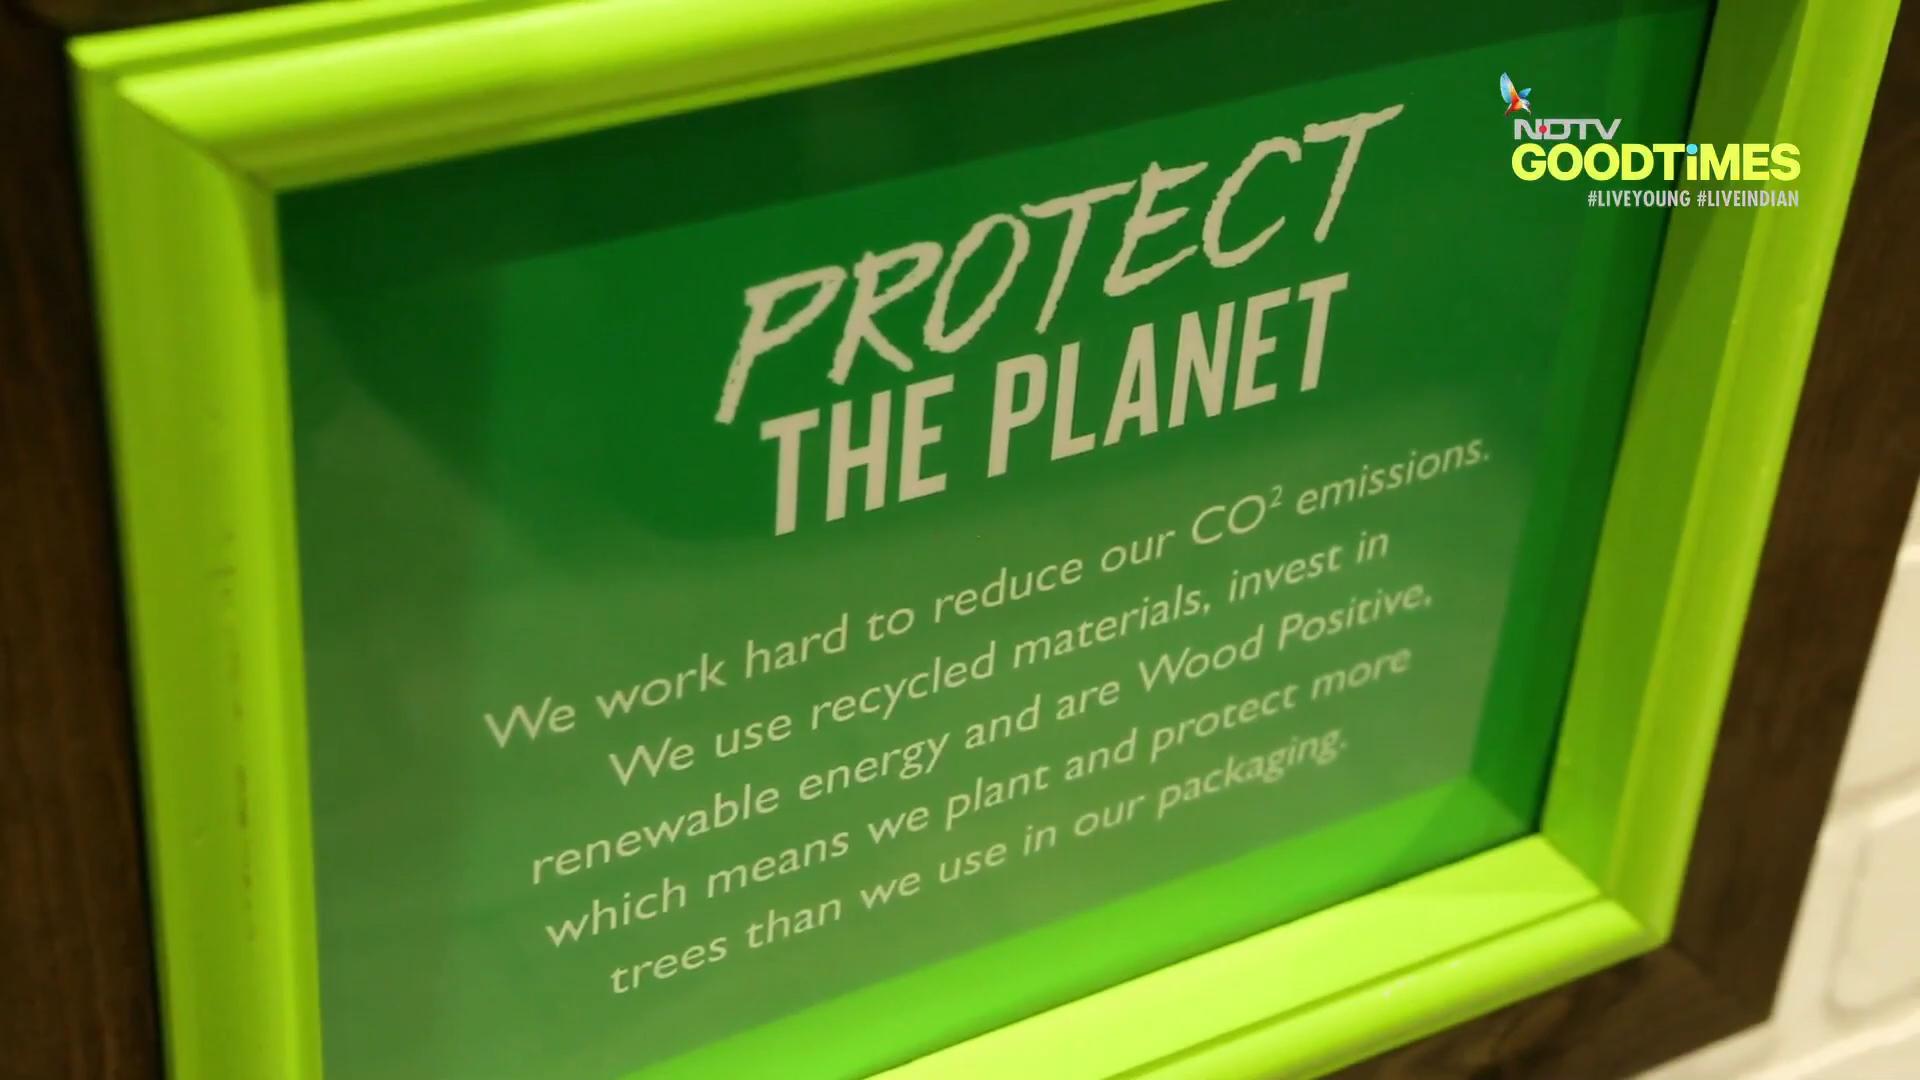 NDTV
GOODTiMES
#LIVEYOUNG #LIVEINDIAN
PROTECT
THE PLANET
We work hard to reduce our CO² emissions.
We use recycled materials, invest in
renewable energy and are Wood Positive,
which means we plant and protect more
trees than we use in our packaging.